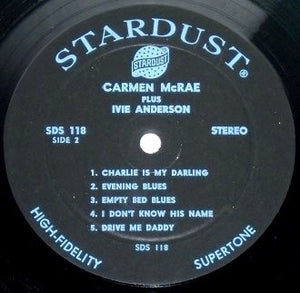 STARDUST®
STARDUST
CARMEN McRAE
PLUS
IVIE ANDERSON
SDS 118
SIDE 2
STEREO
1. CHARLIE IS MY DARLING
2. EVENING BLUES
3. EMPTY BED BLUES
4. I DON'T KNOW HIS NAME
5. DRIVE ME DADDY
SDS 118
HIGH-FIDELITY
SUPERTONE